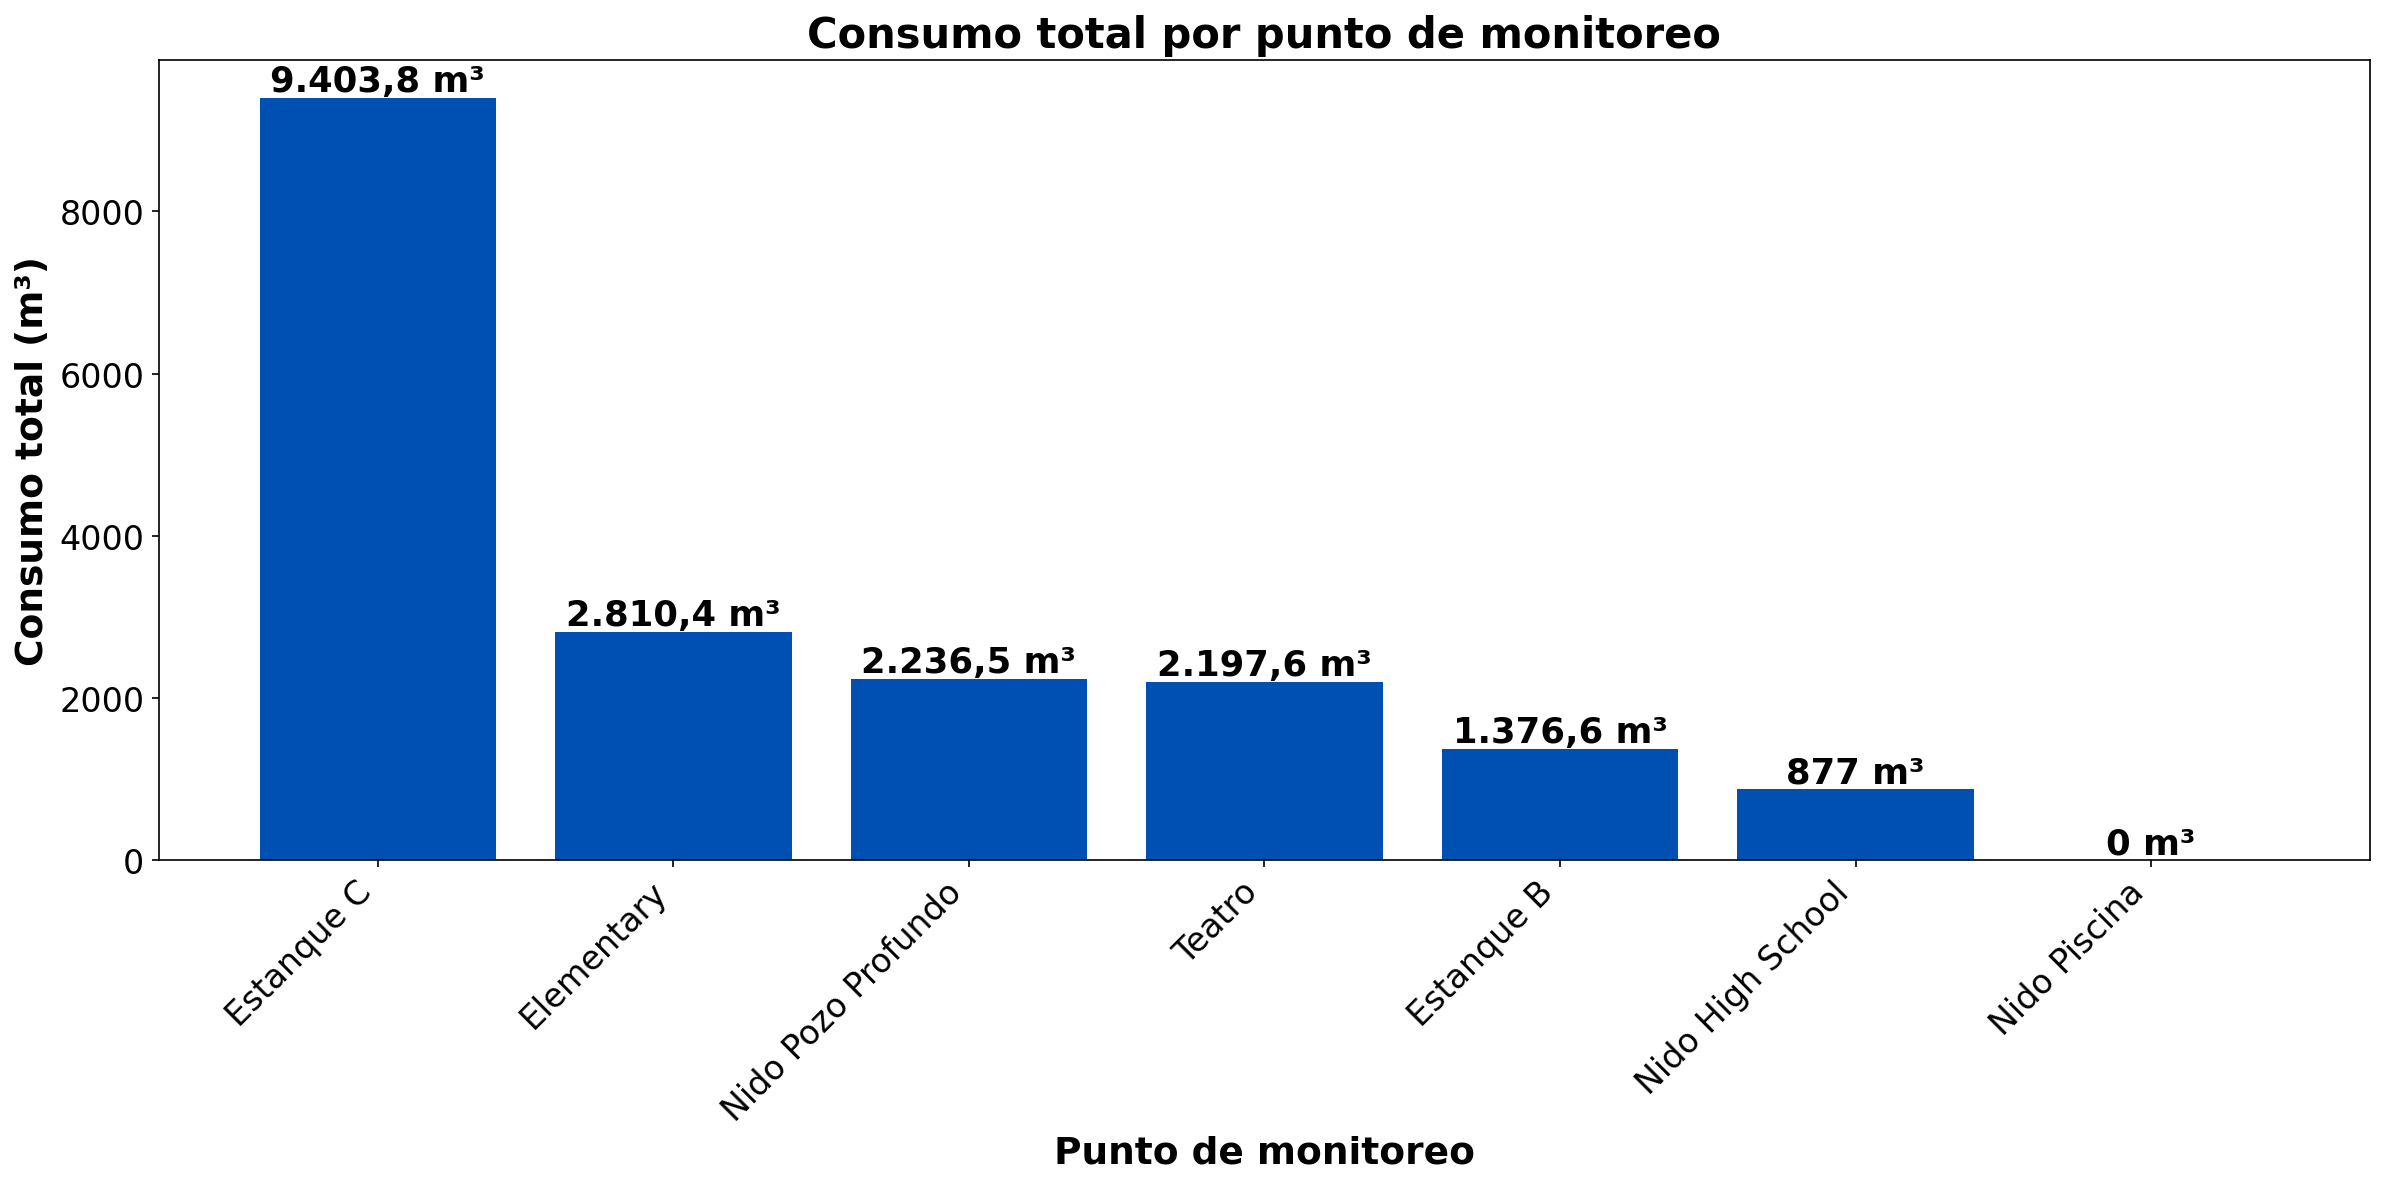 Consumo total por punto de monitoreo
Consumo total (m³)
8000
6000
4000
2000
0
9.403,8 m³
2.810,4 m³
2.236,5 m³
2.197,6 m³
1.376,6 m³
877 m³
0 m³
Estanque C
Elementary
Nido Pozo Profundo
Teatro
Estanque B
Nido High School
Nido Piscina
Punto de monitoreo